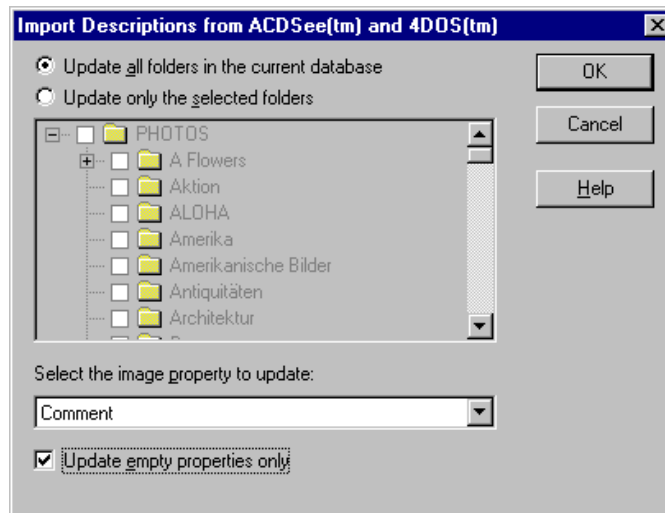 Import Descriptions from ACDSee(tm) and 4DOS(tm)
Update all folders in the current database
Update only the selected folders
OK
Cancel
Help
PHOTOS
A Flowers
Aktion
ALOHA
Amerika
Amerikanische Bilder
Antiquitäten
Architektur
Select the image property to update:
Comment
Update empty properties only